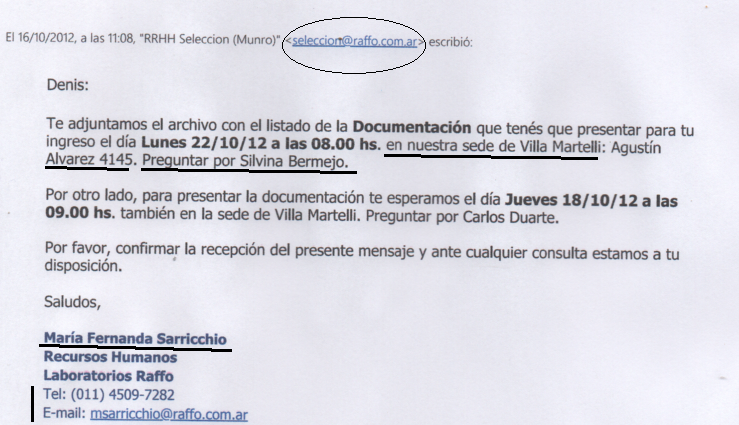 El 16/10/2012, a las 11:08, "RRHH Seleccion (Munro)" <seleccion@raffo.com.ar> escribió:
Denis:
Te adjuntamos el archivo con el listado de la Documentación que tenés que presentar para tu
ingreso el día Lunes 22/10/12 a las 08.00 hs. en nuestra sede de Villa Martelli: Agustín
Alvarez 4145. Preguntar por Silvina Bermejo.
Por otro lado, para presentar la documentación te esperamos el día Jueves 18/10/12 a las
09.00 hs. también en la sede de Villa Martelli. Preguntar por Carlos Duarte.
Por favor, confirmar la recepción del presente mensaje y ante cualquier consulta estamos a tu
disposición.
Saludos,
María Fernanda Sarricchio
Recursos Humanos
Laboratorios Raffo
Tel: (011) 4509-7282
E-mail: msarricchio@raffo.com.ar